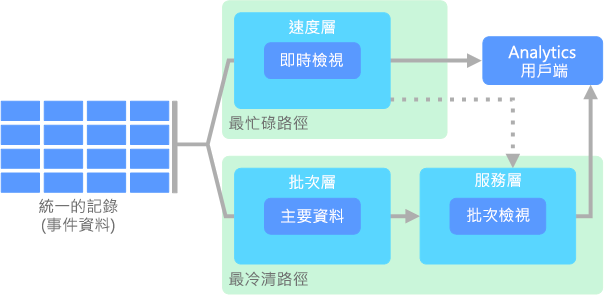 速度層
即時檢視
最忙碌路徑
Analytics
用戶端
統一的記錄
(事件資料)
批次層
主要資料
最冷清路徑
服務層
批次檢視